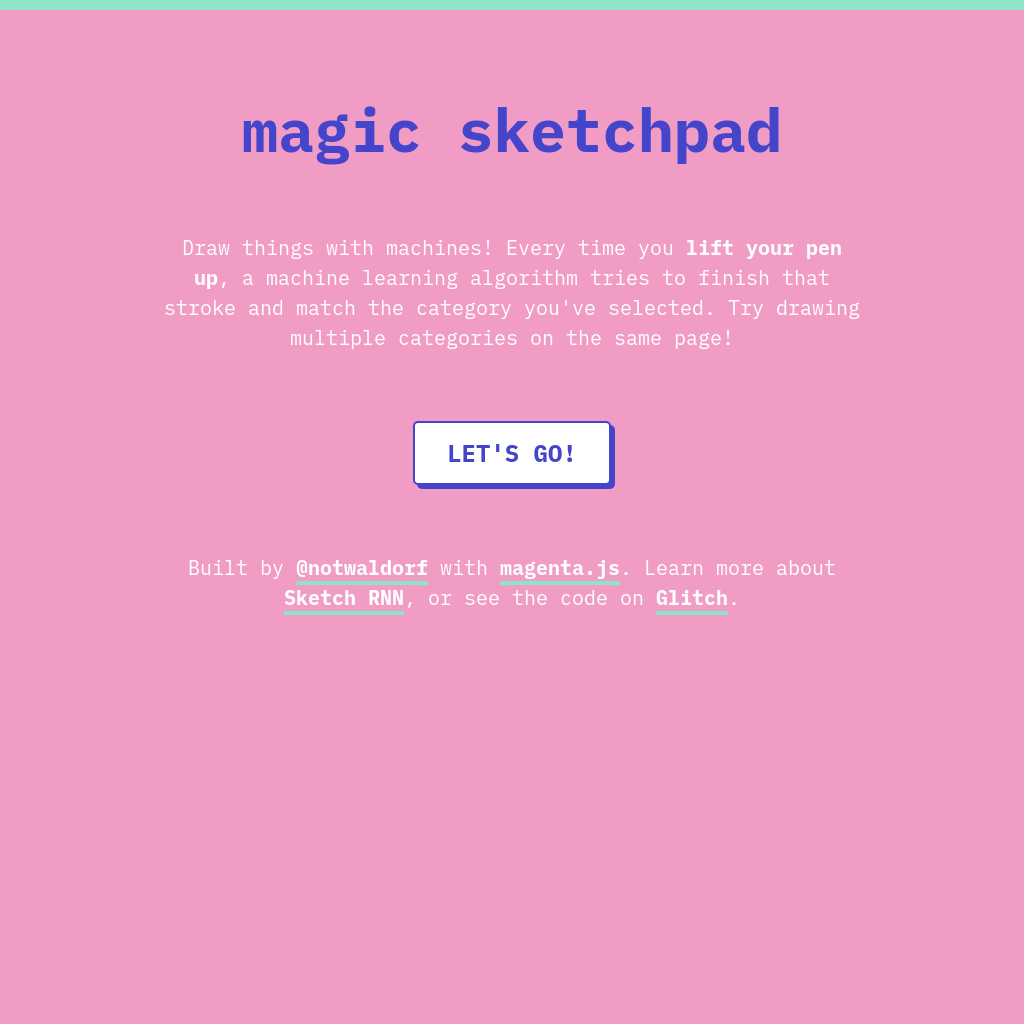 magic sketchpad
Draw things with machines! Every time you lift your pen
up, a machine learning algorithm tries to finish that
stroke and match the category you've selected. Try drawing
multiple categories on the same page!
LET'S GO!
Built by @notwaldorf with magenta.js. Learn more about
Sketch RNN, or see the code on Glitch.